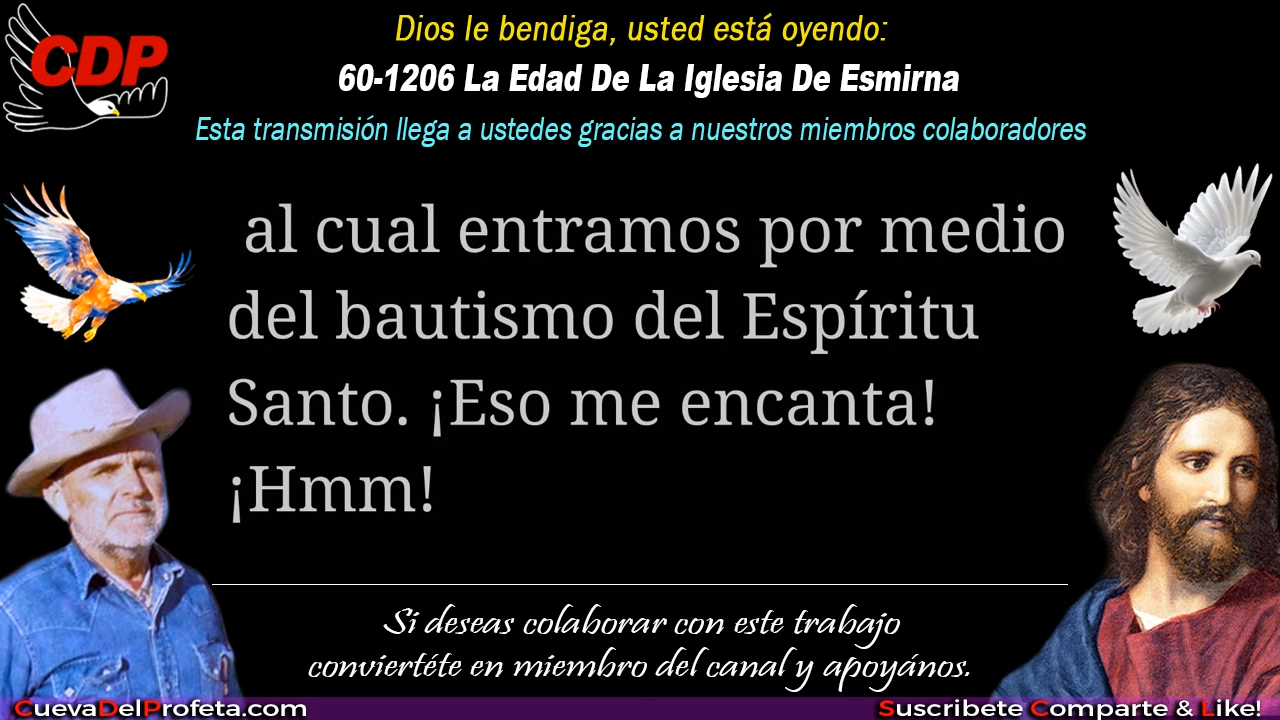 CDP
Dios le bendiga, usted está oyendo:
60-1206 La Edad De La Iglesia De Esmirna
Esta transmisión llega a ustedes gracias a nuestros miembros colaboradores
al cual entramos por medio
del bautismo del Espíritu
Santo. ¡Eso me encanta!
¡Hmm!
Si deseas colaborar con este trabajo
conviertéte en miembro del canal y apoyános.
CuevaDelProfeta.com
Suscribete Comparte & Like!